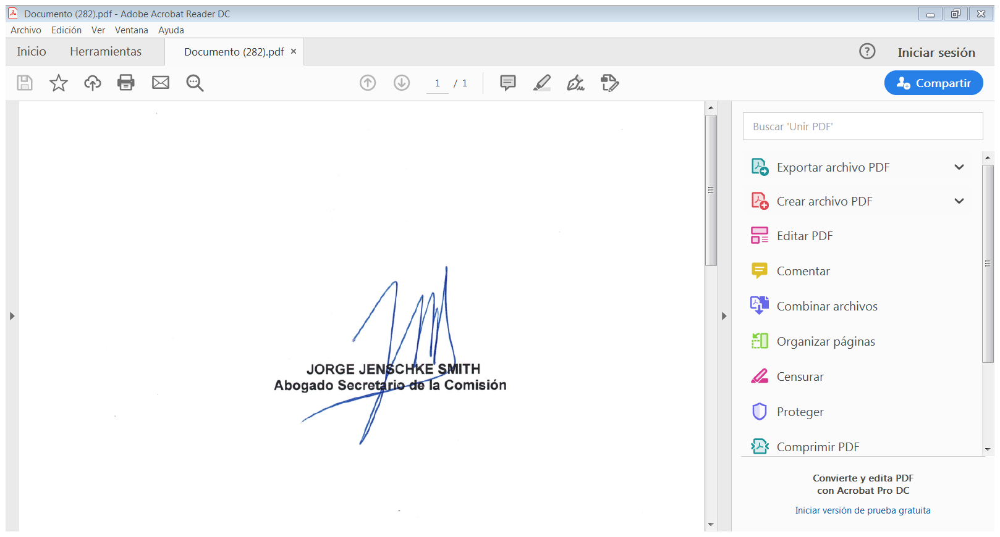 Documento (282).pdf - Adobe Acrobat Reader DC
Archivo Edición Ver Ventana Ayuda
Inicio Herramientas Documento (282).pdf × Iniciar sesión
1 / 1 Compartir
Buscar 'Unir PDF'
Exportar archivo PDF
Crear archivo PDF
Editar PDF
Comentar
Combinar archivos
Organizar páginas
Censurar
Proteger
Comprimir PDF
Convierte y edita PDF
con Acrobat Pro DC
Iniciar versión de prueba gratuita
JORGE JENSCHKE SMITH
Abogado Secretario de la Comisión